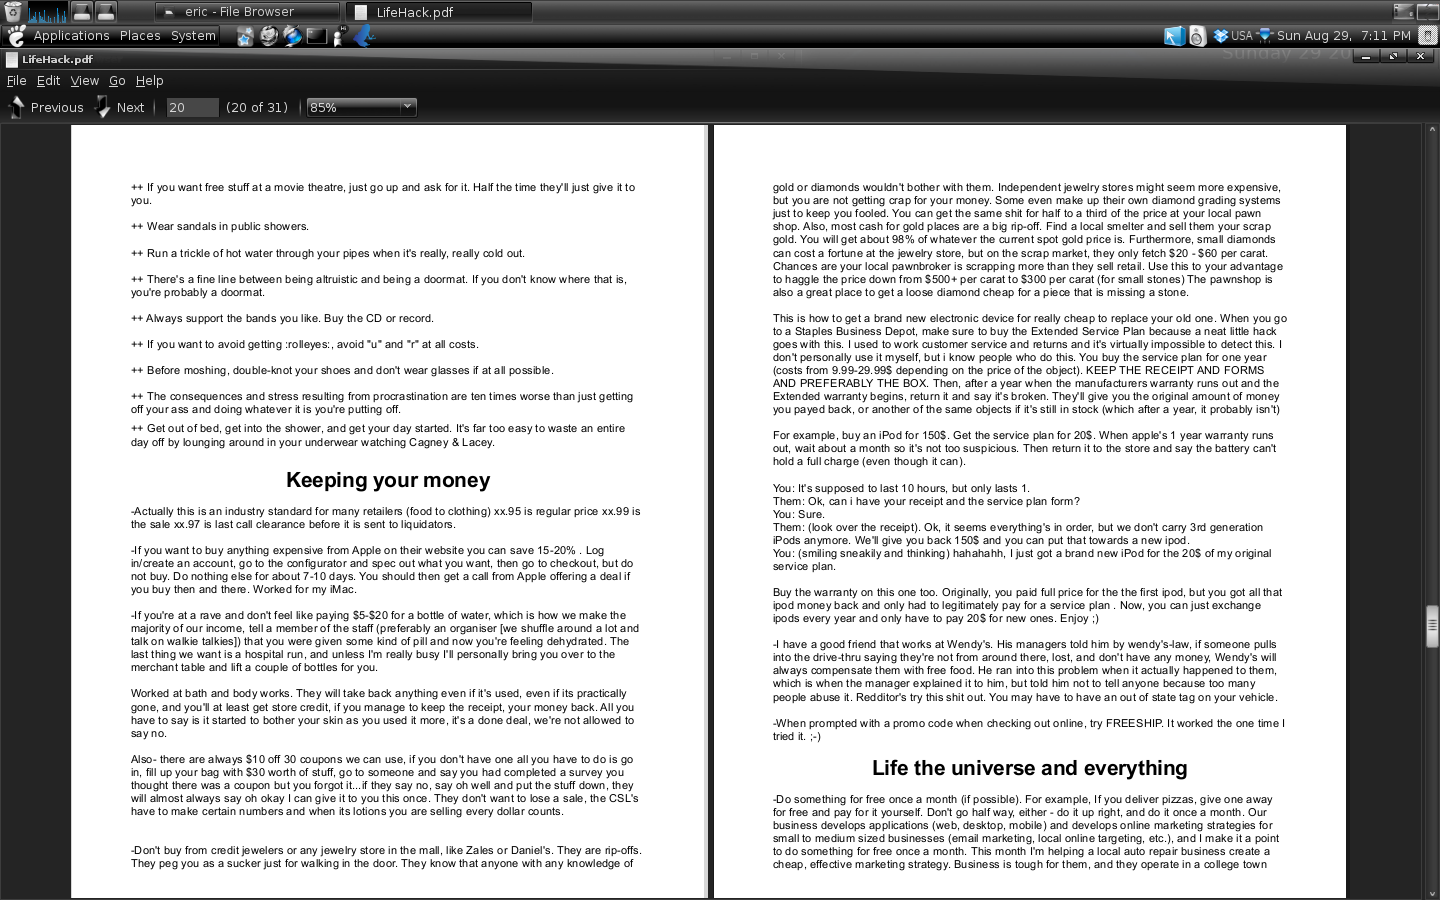 eric - File Browser
LifeHack.pdf
Applications Places System
USA
Sun Aug 29, 7:11 PM
LifeHack.pdf
Sunday 29 20
File Edit View Go Help
Previous Next 20 (20 of 31) 85%
++ If you want free stuff at a movie theatre, just go up and ask for it. Half the time they'll just give it to
you.
++ Wear sandals in public showers.
++ Run a trickle of hot water through your pipes when it's really, really cold out.
++ There's a fine line between being altruistic and being a doormat. If you don't know where that is,
you're probably a doormat.
++ Always support the bands you like. Buy the CD or record.
++ If you want to avoid getting :rolleyes:, avoid "u" and "r" at all costs.
++ Before moshing, double-knot your shoes and don't wear glasses if at all possible.
++ The consequences and stress resulting from procrastination are ten times worse than just getting
off your ass and doing whatever it is you're putting off.
++ Get out of bed, get into the shower, and get your day started. It's far too easy to waste an entire
day off by lounging around in your underwear watching Cagney & Lacey.
Keeping your money
-Actually this is an industry standard for many retailers (food to clothing) xx.95 is regular price xx.99 is
the sale xx.97 is last call clearance before it is sent to liquidators.
-If you want to buy anything expensive from Apple on their website you can save 15-20% . Log
in/create an account, go to the configurator and spec out what you want, then go to checkout, but do
not buy. Do nothing else for about 7-10 days. You should then get a call from Apple offering a deal if
you buy then and there. Worked for my iMac.
-If you're at a rave and don't feel like paying $5-$20 for a bottle of water, which is how we make the
majority of our income, tell a member of the staff (preferably an organiser [we shuffle around a lot and
talk on walkie talkies]) that you were given some kind of pill and now you're feeling dehydrated. The
last thing we want is a hospital run, and unless I'm really busy I'll personally bring you over to the
merchant table and lift a couple of bottles for you.
Worked at bath and body works. They will take back anything even if it's used, even if its practically
gone, and you'll at least get store credit, if you manage to keep the receipt, your money back. All you
have to say is it started to bother your skin as you used it more, it's a done deal, we're not allowed to
say no.
Also- there are always $10 off 30 coupons we can use, if you don't have one all you have to do is go
in, fill up your bag with $30 worth of stuff, go to someone and say you had completed a survey you
thought there was a coupon but you forgot it...if they say no, say oh well and put the stuff down, they
will almost always say oh okay I can give it to you this once. They don't want to lose a sale, the CSL's
have to make certain numbers and when its lotions you are selling every dollar counts.
-Don't buy from credit jewelers or any jewelry store in the mall, like Zales or Daniel's. They are rip-offs.
They peg you as a sucker just for walking in the door. They know that anyone with any knowledge of
gold or diamonds wouldn't bother with them. Independent jewelry stores might seem more expensive,
but you are not getting crap for your money. Some even make up their own diamond grading systems
just to keep you fooled. You can get the same shit for half to a third of the price at your local pawn
shop. Also, most cash for gold places are a big rip-off. Find a local smelter and sell them your scrap
gold. You will get about 98% of whatever the current spot gold price is. Furthermore, small diamonds
can cost a fortune at the jewelry store, but on the scrap market, they only fetch $20 - $60 per carat.
Chances are your local pawnbroker is scrapping more than they sell retail. Use this to your advantage
to haggle the price down from $500+ per carat to $300 per carat (for small stones) The pawnshop is
also a great place to get a loose diamond cheap for a piece that is missing a stone.
This is how to get a brand new electronic device for really cheap to replace your old one. When you go
to a Staples Business Depot, make sure to buy the Extended Service Plan because a neat little hack
goes with this. I used to work customer service and returns and it's virtually impossible to detect this. I
don't personally use it myself, but i know people who do this. You buy the service plan for one year
(costs from 9.99-29.99$ depending on the price of the object). KEEP THE RECEIPT AND FORMS
AND PREFERABLY THE BOX. Then, after a year when the manufacturers warranty runs out and the
Extended warranty begins, return it and say it's broken. They'll give you the original amount of money
you payed back, or another of the same objects if it's still in stock (which after a year, it probably isn't)
For example, buy an iPod for 150$. Get the service plan for 20$. When apple's 1 year warranty runs
out, wait about a month so it's not too suspicious. Then return it to the store and say the battery can't
hold a full charge (even though it can).
You: It's supposed to last 10 hours, but only lasts 1.
Them: Ok, can i have your receipt and the service plan form?
You: Sure.
Them: (look over the receipt). Ok, it seems everything's in order, but we don't carry 3rd generation
iPods anymore. We'll give you back 150$ and you can put that towards a new ipod.
You: (smiling sneakily and thinking) hahahahh, I just got a brand new iPod for the 20$ of my original
service plan.
Buy the warranty on this one too. Originally, you paid full price for the the first ipod, but you got all that
ipod money back and only had to legitimately pay for a service plan . Now, you can just exchange
ipods every year and only have to pay 20$ for new ones. Enjoy ;)
-I have a good friend that works at Wendy's. His managers told him by wendy's-law, if someone pulls
into the drive-thru saying they're not from around there, lost, and don't have any money, Wendy's will
always compensate them with free food. He ran into this problem when it actually happened to them,
which is when the manager explained it to him, but told him not to tell anyone because too many
people abuse it. Redditor's try this shit out. You may have to have an out of state tag on your vehicle.
-When prompted with a promo code when checking out online, try FREESHIP. It worked the one time I
tried it. ;-)
Life the universe and everything
-Do something for free once a month (if possible). For example, If you deliver pizzas, give one away
for free and pay for it yourself. Don't go half way, either - do it up right, and do it once a month. Our
business develops applications (web, desktop, mobile) and develops online marketing strategies for
small to medium sized businesses (email marketing, local online targeting, etc.), and I make it a point
to do something for free once a month. This month I'm helping a local auto repair business create a
cheap, effective marketing strategy. Business is tough for them, and they operate in a college town